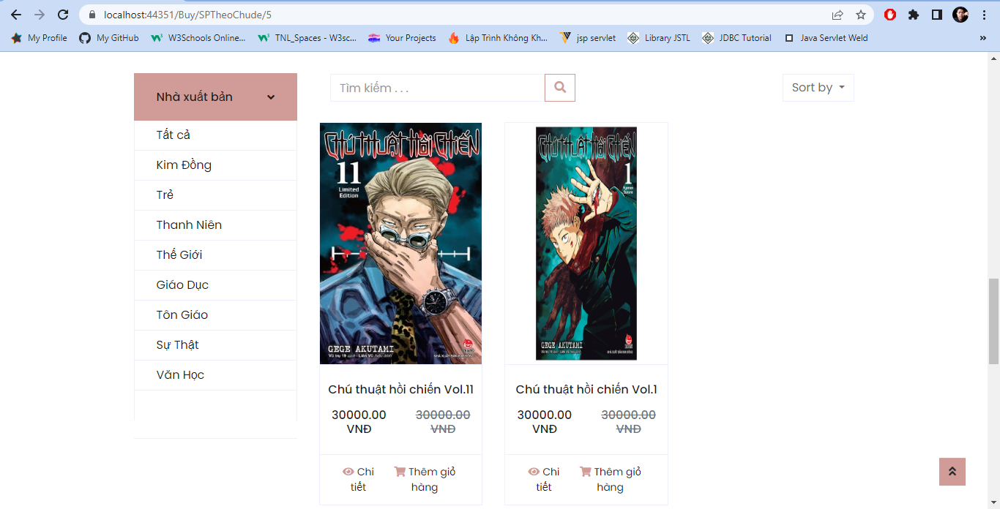 localhost:44351/Buy/SPTheoChude/5
My Profile
My GitHub
W3Schools Online...
TNL_Spaces - W3sc...
Your Projects
Lập Trình Không Kh...
jsp servlet
Library JSTL
JDBC Tutorial
Java Servlet Weld
»
Nhà xuất bản
Tìm kiếm . . .
Sort by
Tất cả
Kim Đồng
Trẻ
Thanh Niên
Thế Giới
Giáo Dục
Tôn Giáo
Sự Thật
Văn Học
CHÚ THUẬT HỒI CHIẾN
11
Limited
Edition
GEGE AKUTAMI
CHÚ THUẬT HỒI CHIẾN
1
GEGE AKUTAMI
Chú thuật hồi chiến Vol.11
30000.00
VNĐ
30000.00
VNĐ
Chi
tiết
Thêm giỏ
hàng
Chú thuật hồi chiến Vol.1
30000.00
VNĐ
30000.00
VNĐ
Chi
tiết
Thêm giỏ
hàng